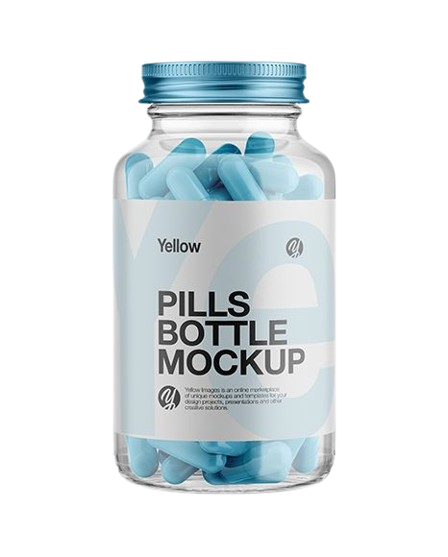 Yellow
PILLS
BOTTLE
MOCKUP
Yellow Images is an online marketplace
of unique mockups and templates for your
design projects, presentations and other
creative solutions.